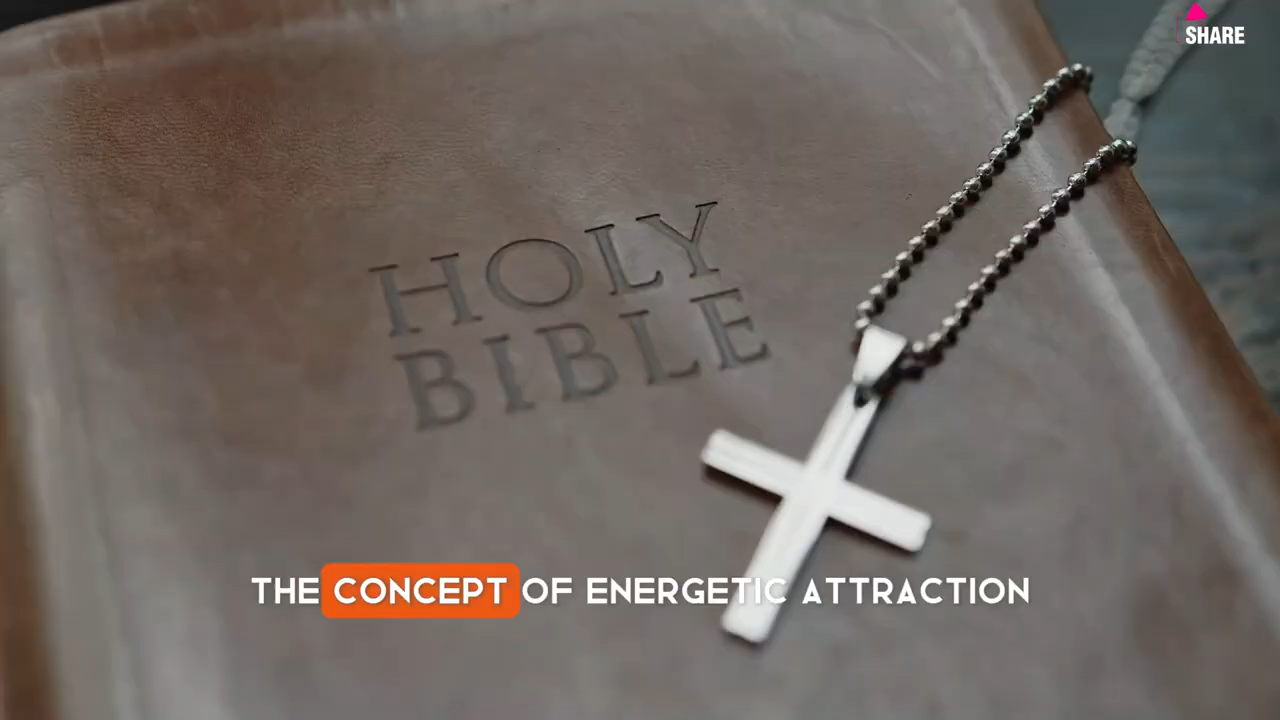 SHARE
HOLY
BIBLE
THE CONCEPT OF ENERGETIC ATTRACTION